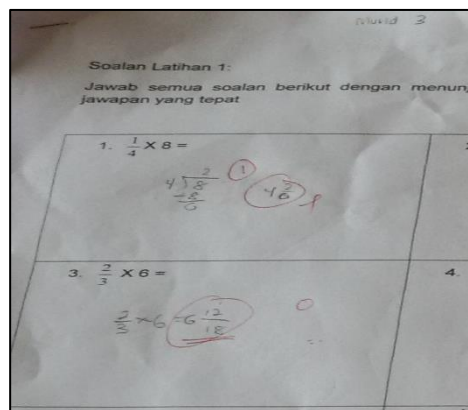 Murid 3
Soalan Latihan 1:
Jawab semua soalan berikut dengan menun
jawapan yang tepat
1. 1/4 × 8 =
2
4 8
- 8
0
1
3. 2/3 × 6 =
4.
2/3 × 6 = 6 12/18
0